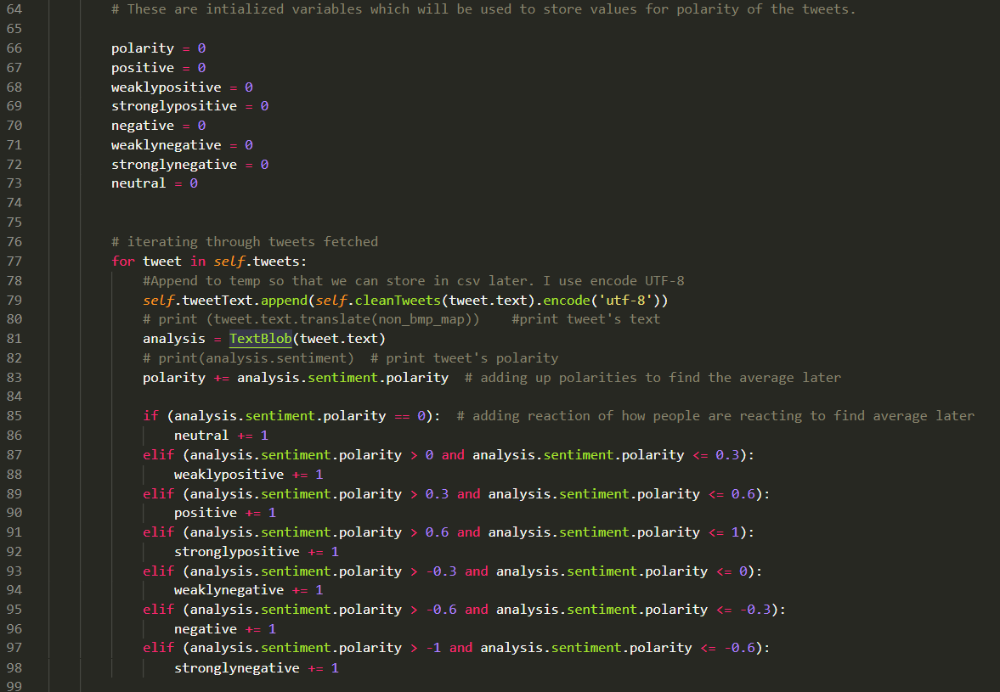 64 # These are intialized variables which will be used to store values for polarity of the tweets.
65
66 polarity = 0
67 positive = 0
68 weaklypositive = 0
69 stronglypositive = 0
70 negative = 0
71 weaklynegative = 0
72 stronglynegative = 0
73 neutral = 0
74
75
76 # iterating through tweets fetched
77 for tweet in self.tweets:
78 #Append to temp so that we can store in csv later. I use encode UTF-8
79 self.tweetText.append(self.cleanTweets(tweet.text).encode('utf-8'))
80 # print (tweet.text.translate(non_bmp_map))    #print tweet's text
81 analysis = TextBlob(tweet.text)
82 # print(analysis.sentiment)  # print tweet's polarity
83 polarity += analysis.sentiment.polarity  # adding up polarities to find the average later
84
85 if (analysis.sentiment.polarity == 0):  # adding reaction of how people are reacting to find average later
86 neutral += 1
87 elif (analysis.sentiment.polarity > 0 and analysis.sentiment.polarity <= 0.3):
88 weaklypositive += 1
89 elif (analysis.sentiment.polarity > 0.3 and analysis.sentiment.polarity <= 0.6):
90 positive += 1
91 elif (analysis.sentiment.polarity > 0.6 and analysis.sentiment.polarity <= 1):
92 stronglypositive += 1
93 elif (analysis.sentiment.polarity > -0.3 and analysis.sentiment.polarity <= 0):
94 weaklynegative += 1
95 elif (analysis.sentiment.polarity > -0.6 and analysis.sentiment.polarity <= -0.3):
96 negative += 1
97 elif (analysis.sentiment.polarity > -1 and analysis.sentiment.polarity <= -0.6):
98 stronglynegative += 1
99